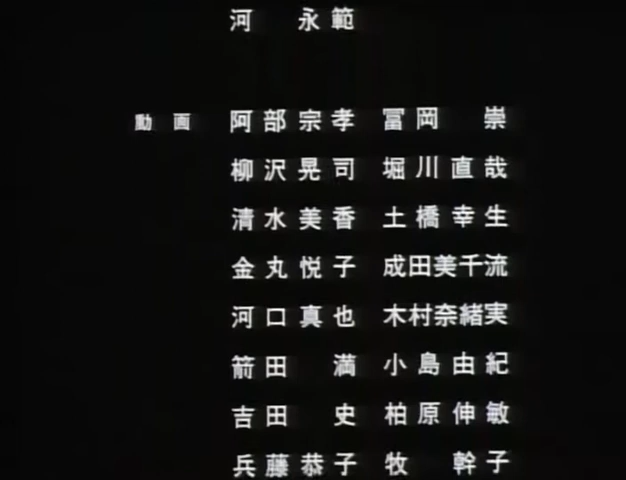 河　永範
動画　阿部宗孝　冨岡　崇
柳沢晃司　堀川直哉
清水美香　土橋幸生
金丸悦子　成田美千流
河口真也　木村奈緒実
箭田　満　小島由紀
吉田　史　柏原伸敏
兵藤恭子　牧　幹子